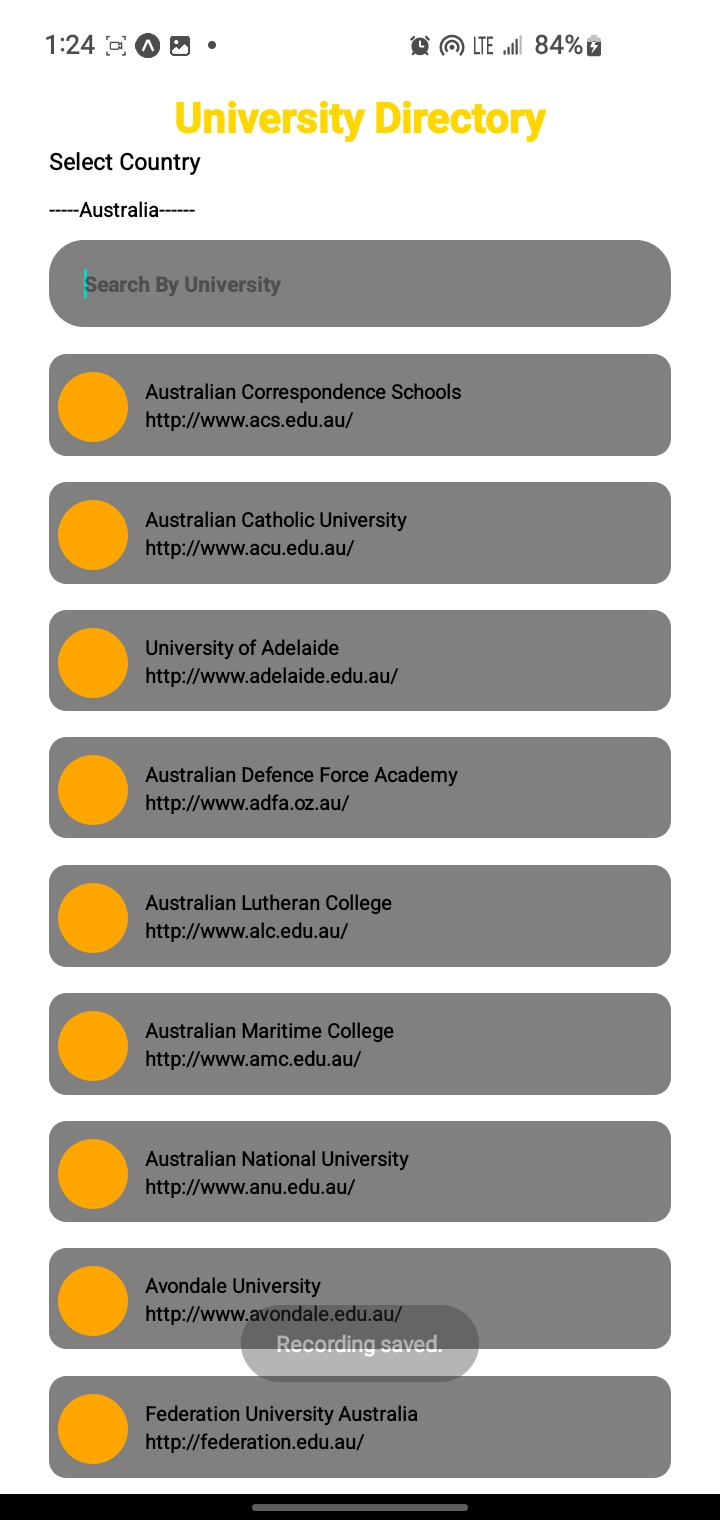 1:24 LTE 84%
University Directory
Select Country
-----Australia------
Search By University
Australian Correspondence Schools
http://www.acs.edu.au/
Australian Catholic University
http://www.acu.edu.au/
University of Adelaide
http://www.adelaide.edu.au/
Australian Defence Force Academy
http://www.adfa.oz.au/
Australian Lutheran College
http://www.alc.edu.au/
Australian Maritime College
http://www.amc.edu.au/
Australian National University
http://www.anu.edu.au/
Avondale University
http://www.avondale.edu.au/
Recording saved.
Federation University Australia
http://federation.edu.au/